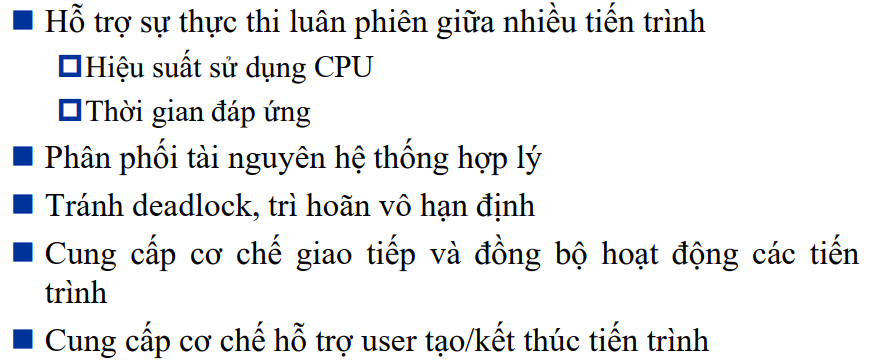 Hỗ trợ sự thực thi luân phiên giữa nhiều tiến trình
Hiệu suất sử dụng CPU
Thời gian đáp ứng
Phân phối tài nguyên hệ thống hợp lý
Tránh deadlock, trì hoãn vô hạn định
Cung cấp cơ chế giao tiếp và đồng bộ hoạt động các tiến
trình
Cung cấp cơ chế hỗ trợ user tạo/kết thúc tiến trình